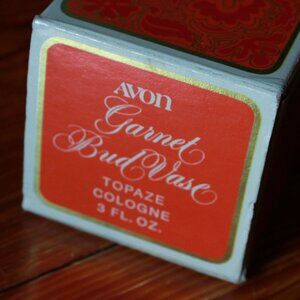 AVON
Garnet
Bud Vase
TOPAZE
COLOGNE
3 FL. OZ.